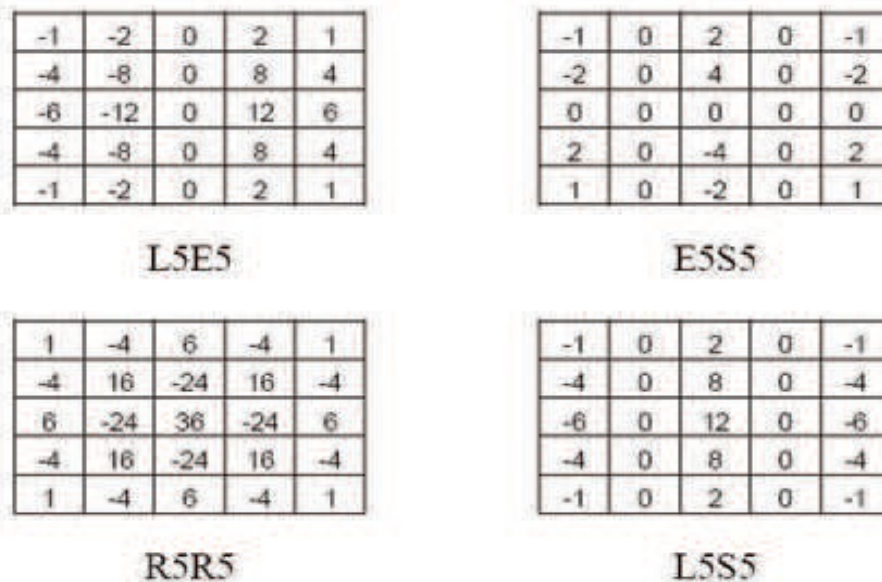 -1 -2 0 2 1
-4 -8 0 8 4
-6 -12 0 12 6
-4 -8 0 8 4
-1 -2 0 2 1
L5E5
-1 0 2 0 -1
-2 0 4 0 -2
0 0 0 0 0
2 0 -4 0 2
1 0 -2 0 1
E5S5
1 -4 6 -4 1
-4 16 -24 16 -4
6 -24 36 -24 6
-4 16 -24 16 -4
1 -4 6 -4 1
R5R5
-1 0 2 0 -1
-4 0 8 0 -4
-6 0 12 0 -6
-4 0 8 0 -4
-1 0 2 0 -1
L5S5